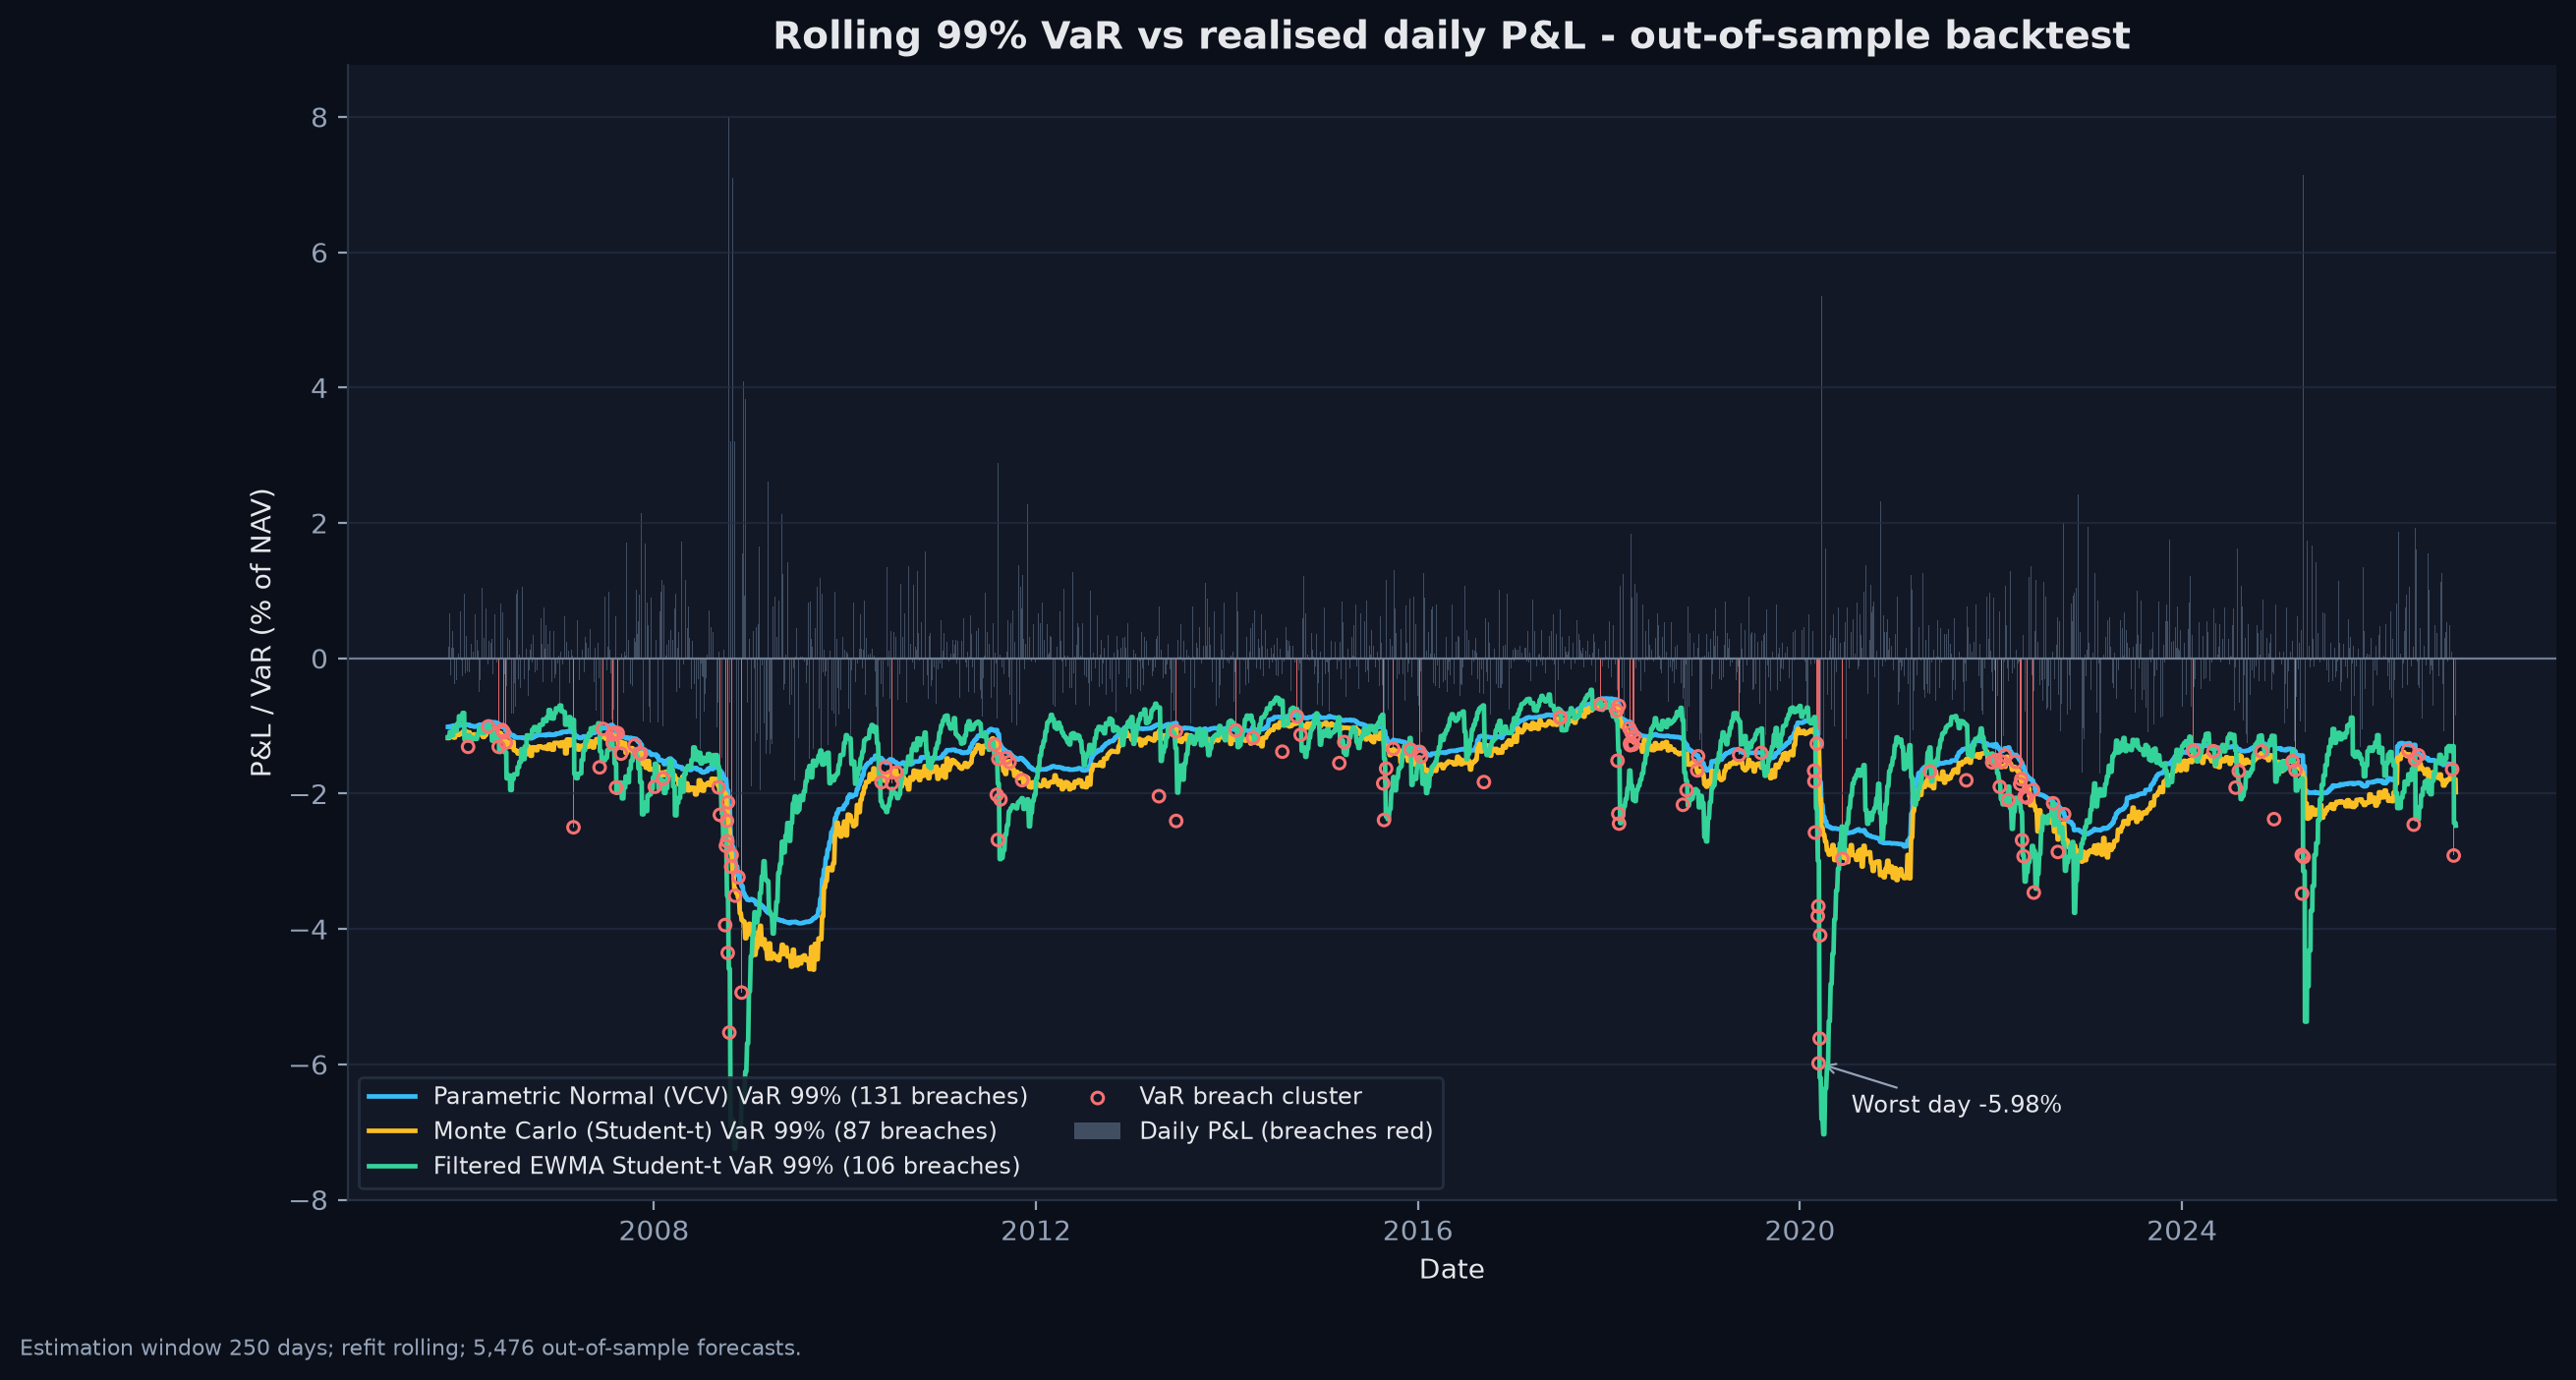 Rolling 99% VaR vs realised daily P&L - out-of-sample backtest
P&L / VaR (% of NAV)
8
6
4
2
0
−2
−4
−6
−8
Worst day -5.98%
Parametric Normal (VCV) VaR 99% (131 breaches)
Monte Carlo (Student-t) VaR 99% (87 breaches)
Filtered EWMA Student-t VaR 99% (106 breaches)
VaR breach cluster
Daily P&L (breaches red)
2008
2012
2016
2020
2024
Date
Estimation window 250 days; refit rolling; 5,476 out-of-sample forecasts.